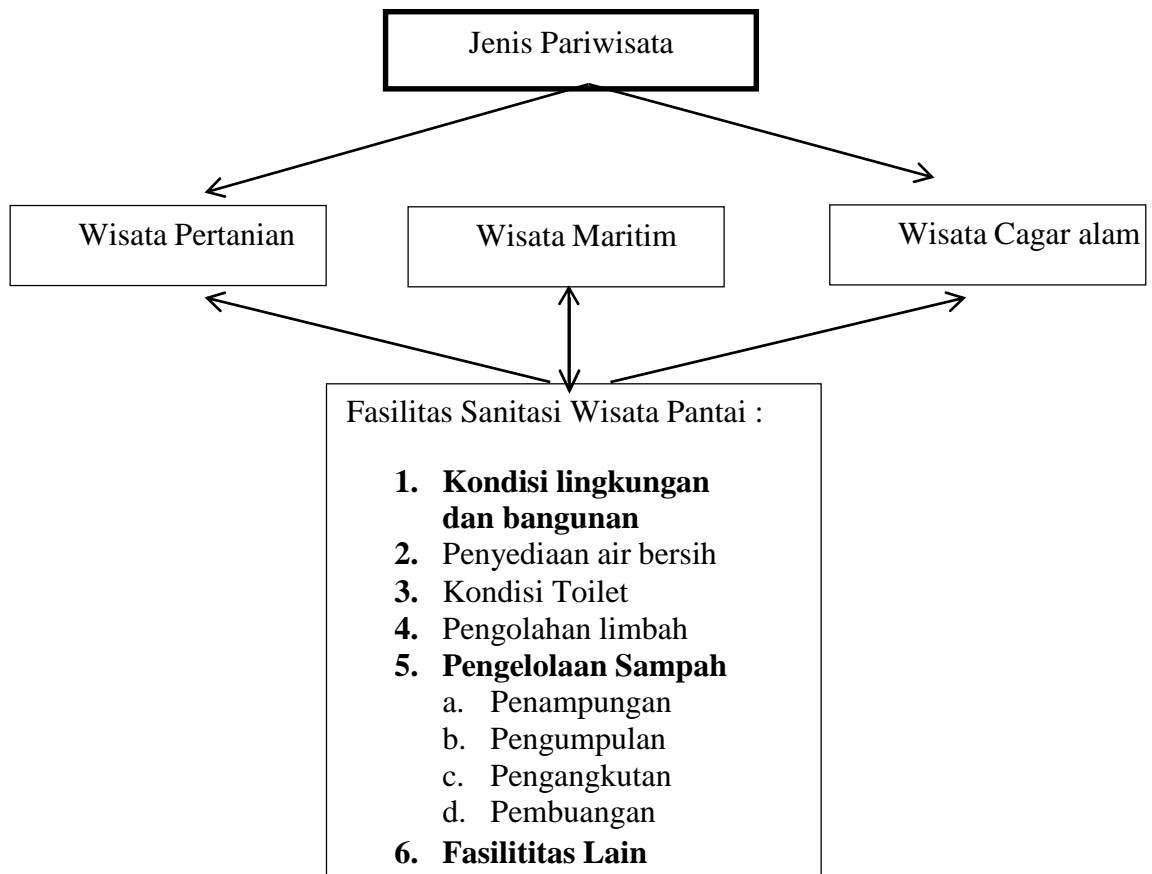 Jenis Pariwisata
Wisata Pertanian
Wisata Maritim
Wisata Cagar alam
Fasilitas Sanitasi Wisata Pantai :
1. Kondisi lingkungan
dan bangunan
2. Penyediaan air bersih
3. Kondisi Toilet
4. Pengolahan limbah
5. Pengelolaan Sampah
a. Penampungan
b. Pengumpulan
c. Pengangkutan
d. Pembuangan
6. Fasilititas Lain